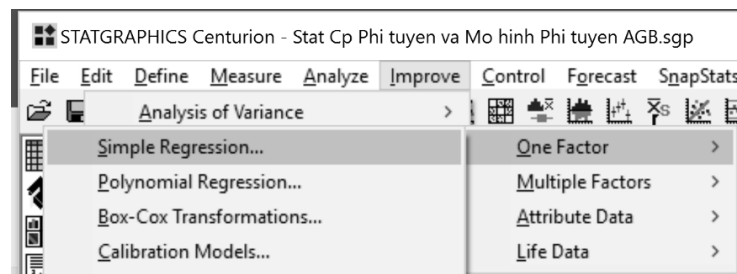 STATGRAPHICS Centurion - Stat Cp Phi tuyen va Mo hinh Phi tuyen AGB.sgp
File Edit Define Measure Analyze Improve Control Forecast SnapStats
Analysis of Variance >
Simple Regression... One Factor >
Polynomial Regression... Multiple Factors >
Box-Cox Transformations... Attribute Data >
Calibration Models... Life Data >